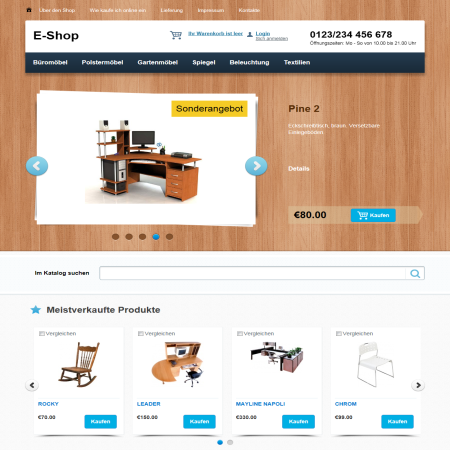 Über den Shop Wie kaufe ich online ein Lieferung Impressum Kontakte
E-Shop
Ihr Warenkorb ist leer
Login
Sich anmelden
0123/234 456 678
Öffnungszeiten: Mo - So von 10.00 bis 21.00 Uhr
Büromöbel Polstermöbel Gartenmöbel Spiegel Beleuchtung Textilien
Sonderangebot
Pine 2
Eckschreibtisch, braun. Versetzbare
Einlegeböden.
Details
€80.00 Kaufen
Im Katalog suchen
Meistverkaufte Produkte
Vergleichen Vergleichen Vergleichen Vergleichen
ROCKY LEADER MAYLINE NAPOLI CHROM
€70.00 Kaufen €150.00 Kaufen €330.00 Kaufen €99.00 Kaufen